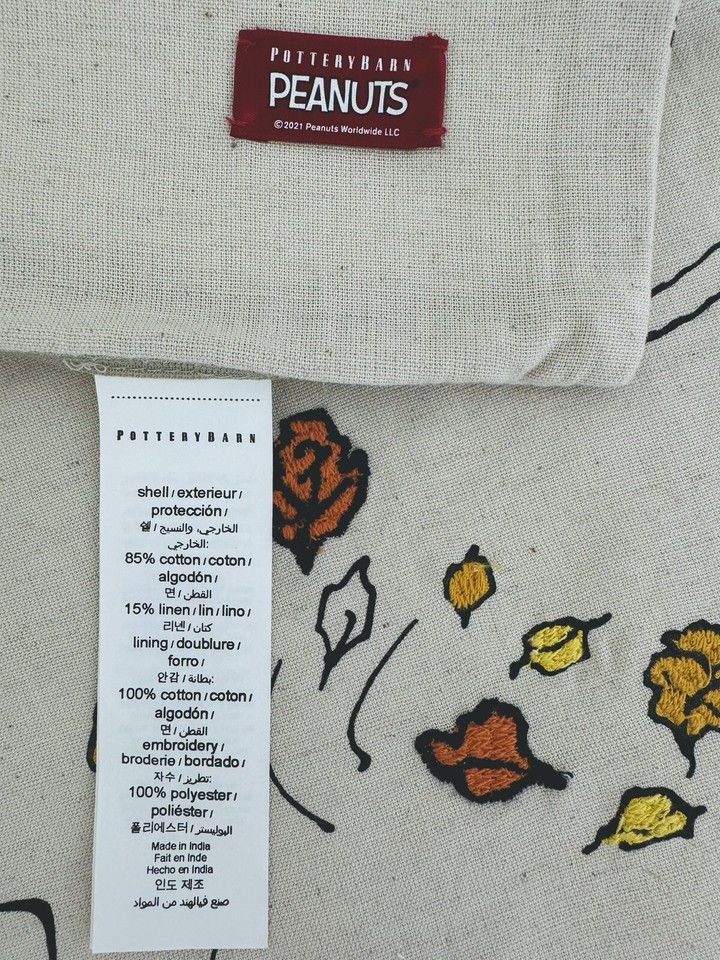 POTTERYBARN
PEANUTS
©2021 Peanuts Worldwide LLC
POTTERYBARN
shell / exterieur /
protección /
쉘 / الخارجي، والنسيج
الخارجي:
85% cotton / coton /
algodón /
면 / القطن
15% linen / lin / lino /
리넨 / كتان
lining / doublure /
forro /
안감 / بطانة:
100% cotton / coton /
algodón /
면 / القطن
embroidery /
broderie / bordado /
자수 / تطريز:
100% polyester /
poliéster /
폴리에스터 / البوليستر
Made in India
Fait en Inde
Hecho en India
인도 제조
صنع فيالهند من المواد